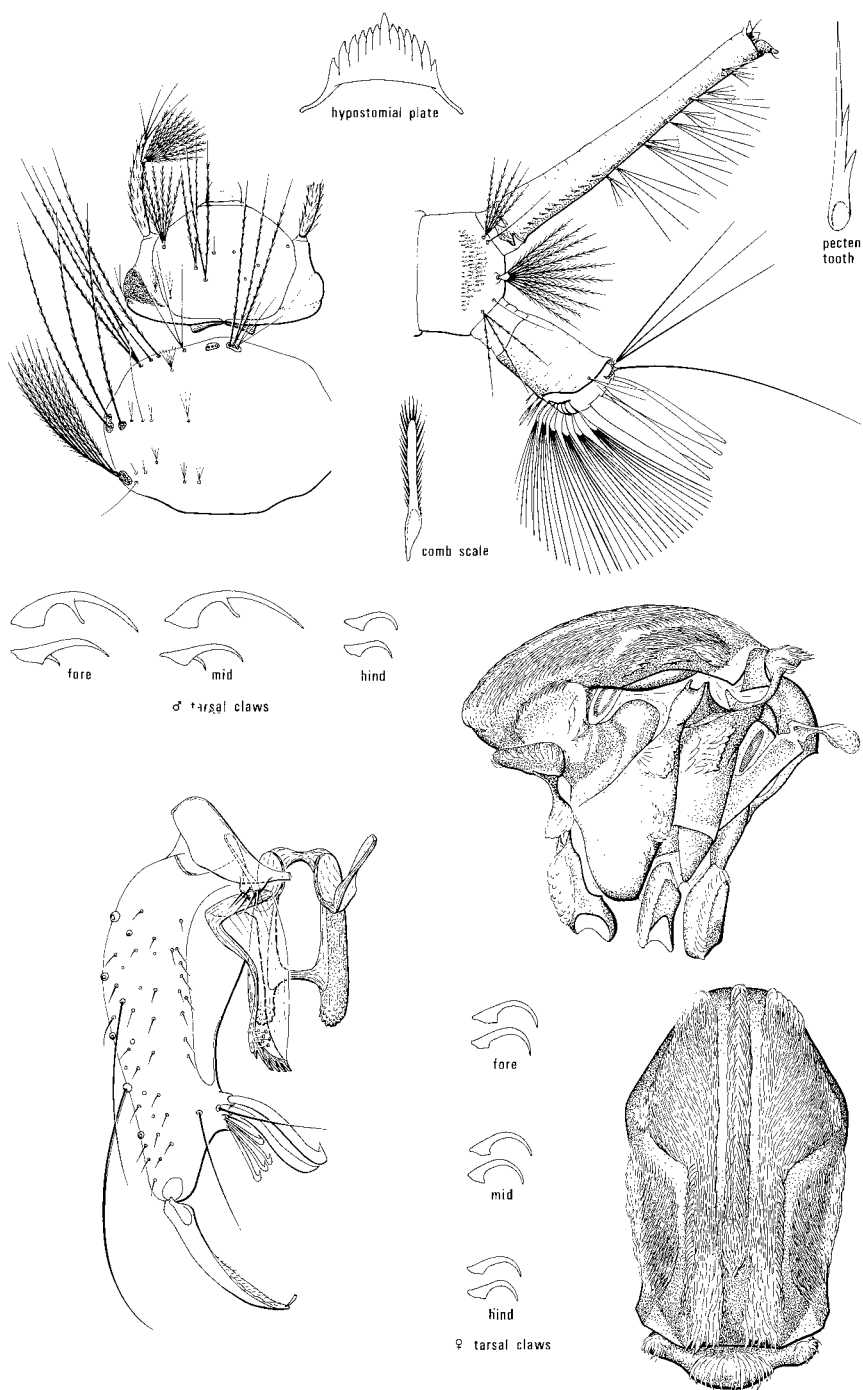 hypostomial plate
pecten
tooth
comb scale
fore
mid
hind
♂ tarsal claws
fore
mid
hind
♀ tarsal claws